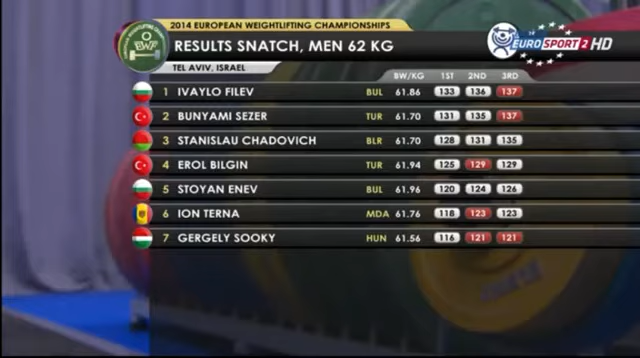 2014 EUROPEAN WEIGHTLIFTING CHAMPIONSHIPS
RESULTS SNATCH, MEN 62 KG
EWF
EUROSPORT 2 HD
TEL AVIV, ISRAEL
BW/KG 1ST 2ND 3RD
1 IVAYLO FILEV BUL 61.86 133 136 137
2 BUNYAMI SEZER TUR 61.70 131 135 137
3 STANISLAU CHADOVICH BLR 61.70 128 131 135
4 EROL BILGIN TUR 61.94 125 129 129
5 STOYAN ENEV BUL 61.96 120 124 126
6 ION TERNA MDA 61.76 118 123 123
7 GERGELY SOOKY HUN 61.56 116 121 121